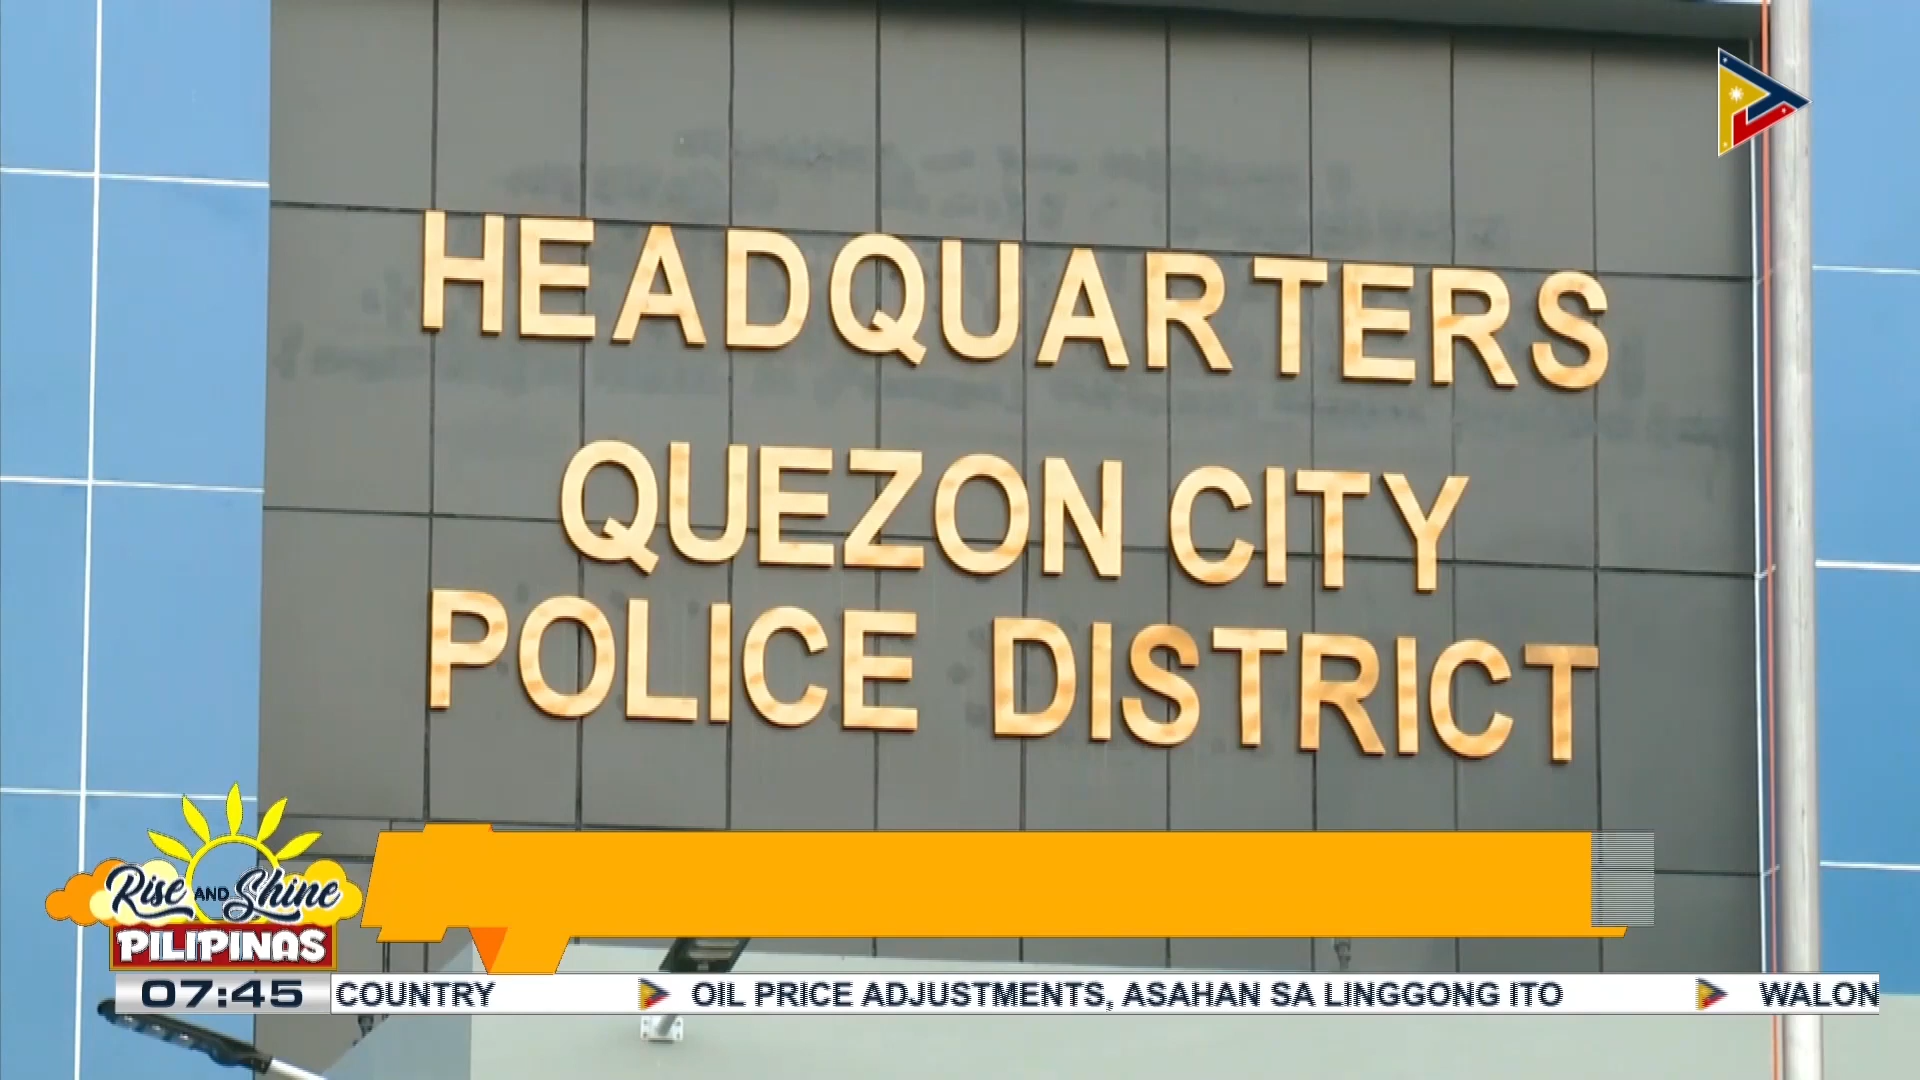 HEADQUARTERS
QUEZON CITY
POLICE DISTRICT
Rise AND Shine
PILIPINAS
07:45
COUNTRY OIL PRICE ADJUSTMENTS, ASAHAN SA LINGGONG ITO WALON